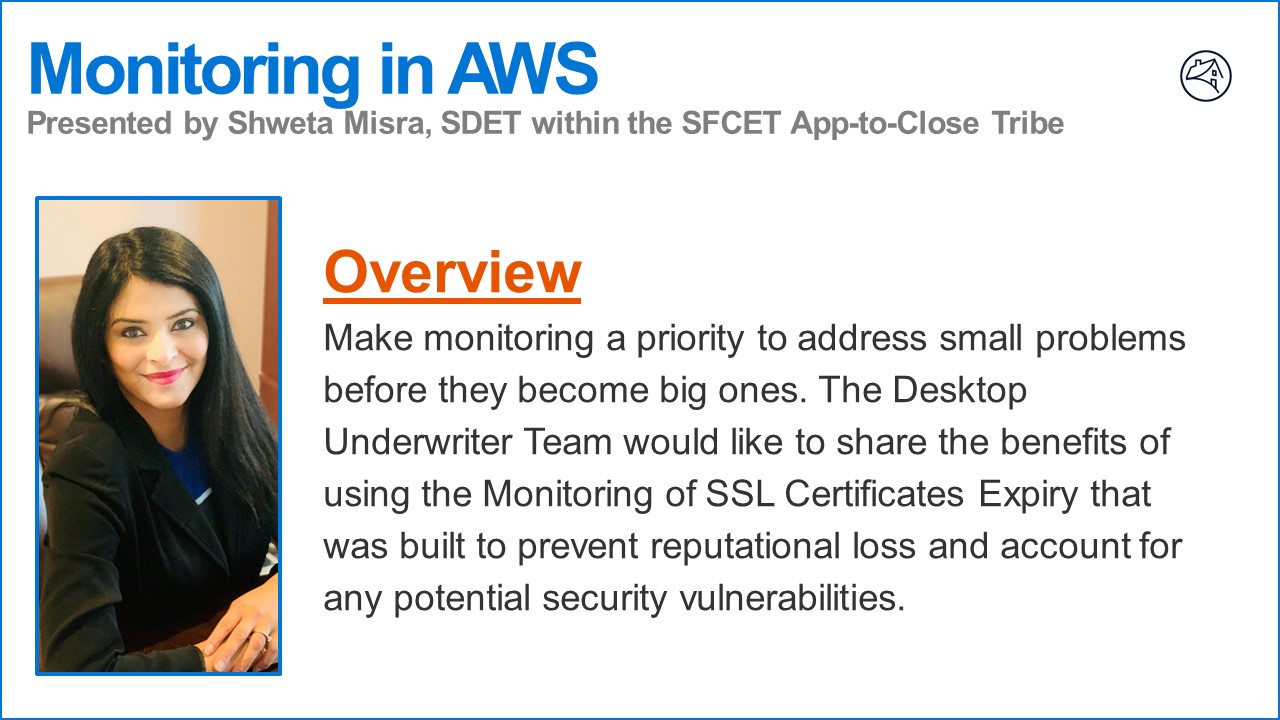 Monitoring in AWS
Presented by Shweta Misra, SDET within the SFCET App-to-Close Tribe
Overview
Make monitoring a priority to address small problems
before they become big ones. The Desktop
Underwriter Team would like to share the benefits of
using the Monitoring of SSL Certificates Expiry that
was built to prevent reputational loss and account for
any potential security vulnerabilities.